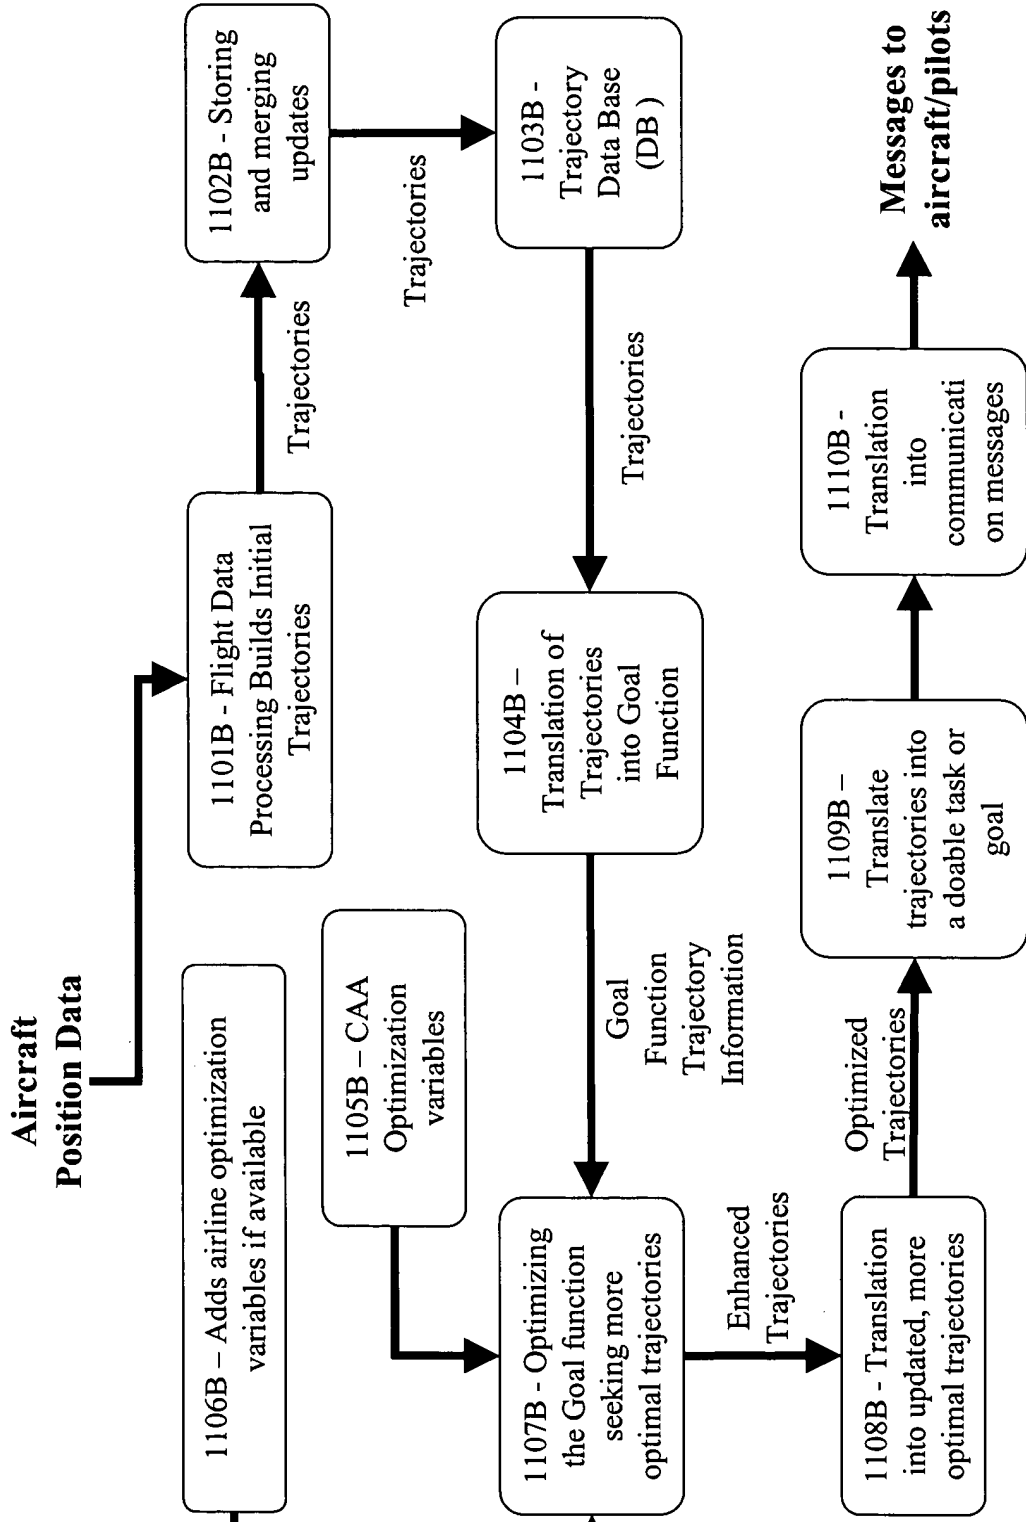 Aircraft
Position Data
1106B – Adds airline optimization
variables if available
1101B - Flight Data
Processing Builds Initial
Trajectories
Trajectories
1102B - Storing
and merging
updates
Trajectories
1103B -
Trajectory
Data Base
(DB )
Trajectories
1104B –
Translation of
Trajectories
into Goal
Function
Goal
Function
Trajectory
Information
1105B – CAA
Optimization
variables
1107B - Optimizing
the Goal function
seeking more
optimal trajectories
Enhanced
Trajectories
1108B - Translation
into updated, more
optimal trajectories
Optimized
Trajectories
1109B –
Translate
trajectories into
a doable task or
goal
1110B -
Translation
into
communicati
on messages
Messages to
aircraft/pilots